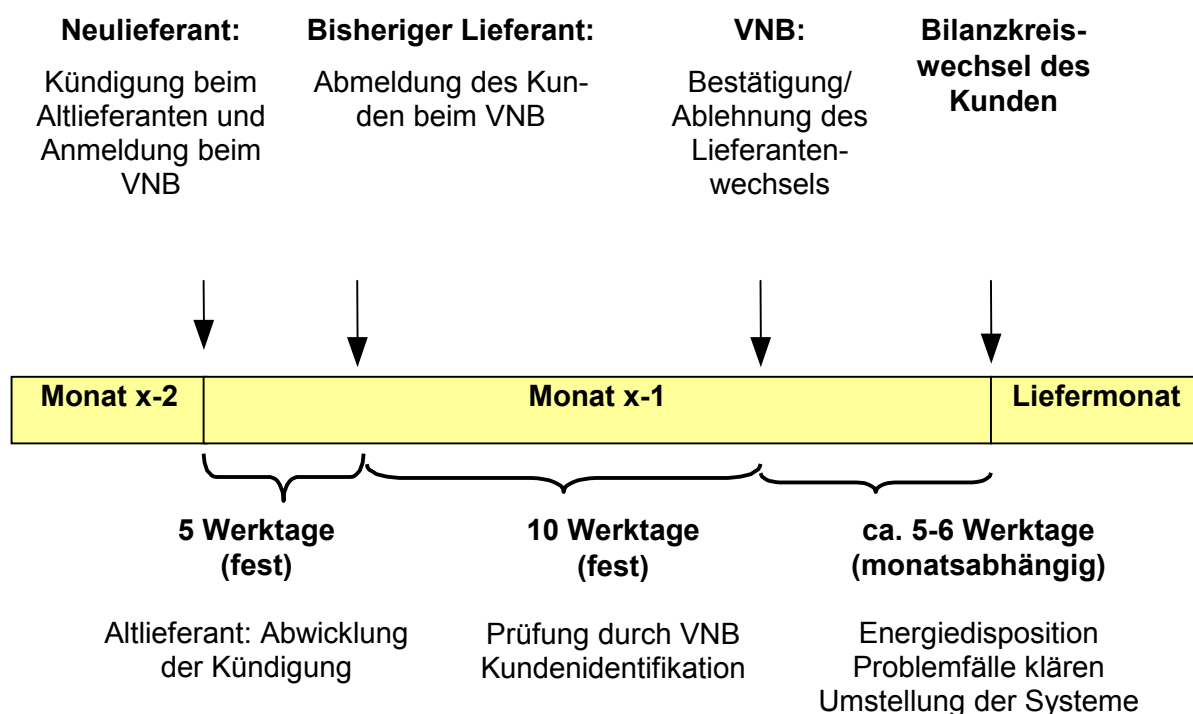 Neulieferant:
Kündigung beim
Altlieferanten und
Anmeldung beim
VNB
Bisheriger Lieferant:
Abmeldung des Kun-
den beim VNB
VNB:
Bestätigung/
Ablehnung des
Lieferanten-
wechsels
Bilanzkreis-
wechsel des
Kunden
Monat x-2
Monat x-1
Liefermonat
5 Werktage
(fest)
Altlieferant: Abwicklung
der Kündigung
10 Werktage
(fest)
Prüfung durch VNB
Kundenidentifikation
ca. 5-6 Werktage
(monatsabhängig)
Energiedisposition
Problemfälle klären
Umstellung der Systeme